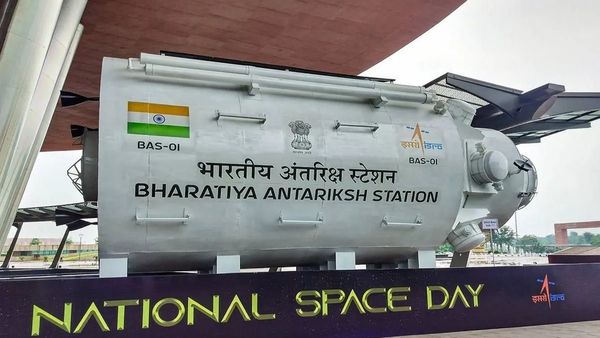 BAS-01
भारतीय अंतरिक्ष स्टेशन
BHARATIYA ANTARIKSH STATION
इसरो isro
BAS-01
NATIONAL SPACE DAY
इसरो isro